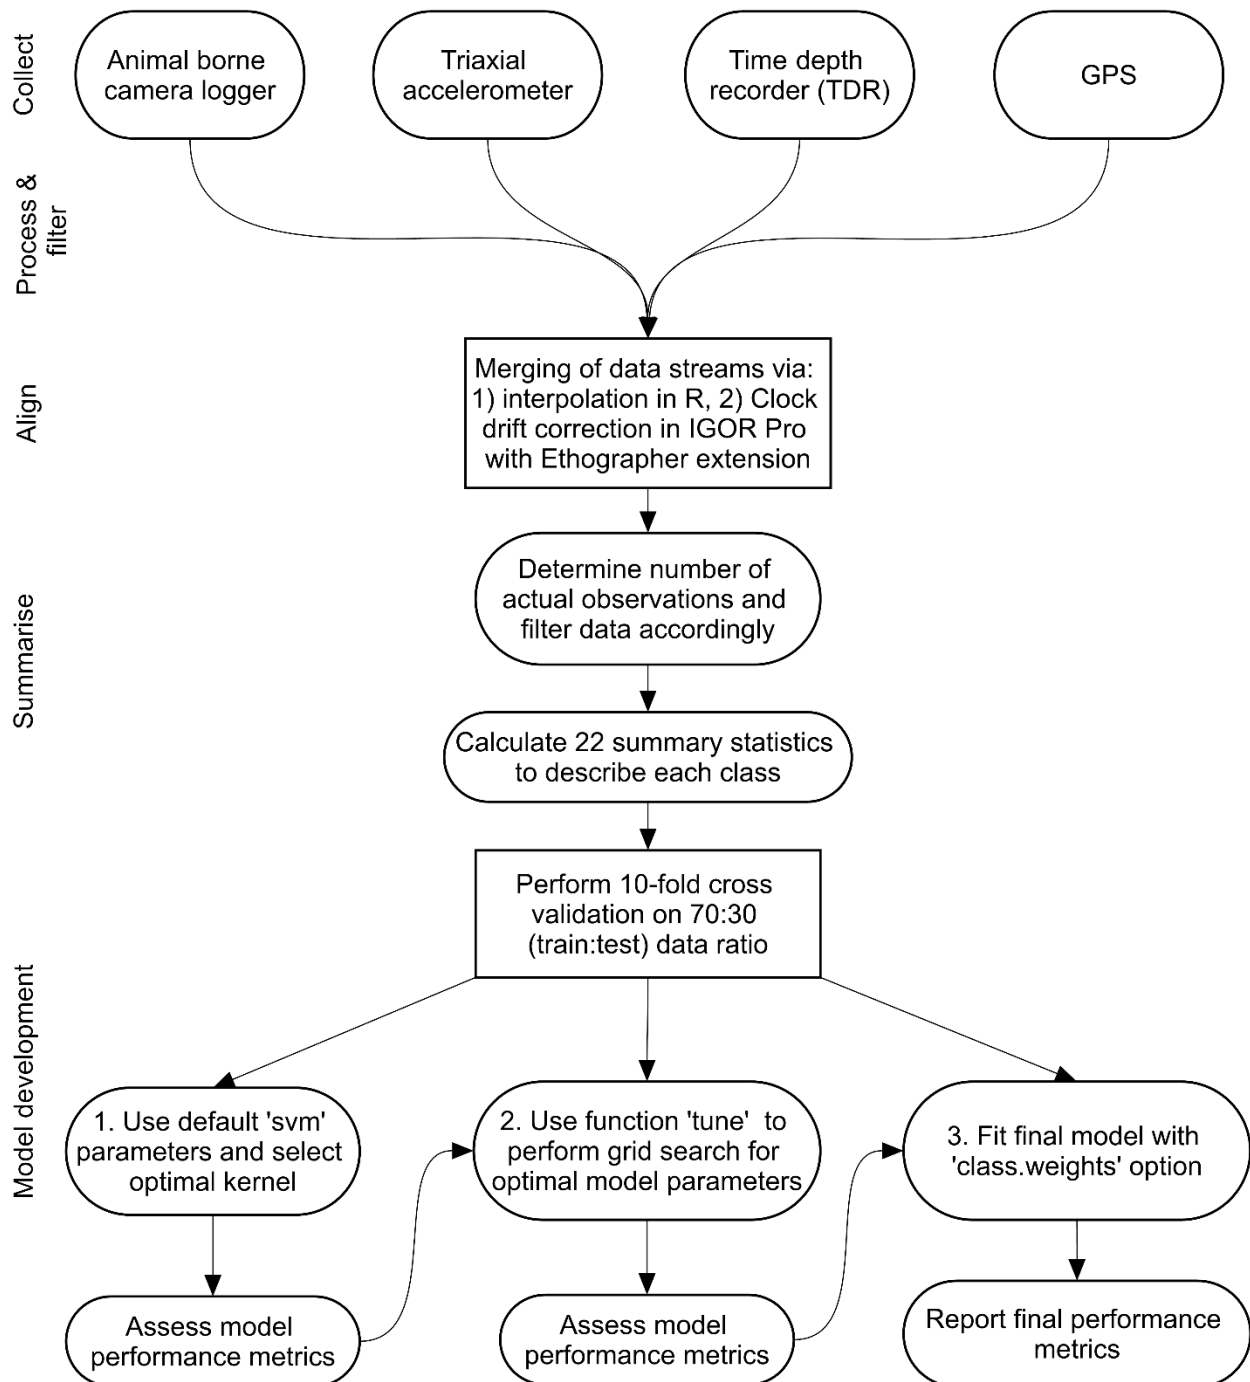 Collect
Animal borne
camera logger
Triaxial
accelerometer
Time depth
recorder (TDR)
GPS
Process &
filter
Align
Merging of data streams via:
1) interpolation in R, 2) Clock
drift correction in IGOR Pro
with Ethographer extension
Summarise
Determine number of
actual observations and
filter data accordingly
Calculate 22 summary statistics
to describe each class
Model development
Perform 10-fold cross
validation on 70:30
(train:test) data ratio
1. Use default 'svm'
parameters and select
optimal kernel
2. Use function 'tune' to
perform grid search for
optimal model parameters
3. Fit final model with
'class.weights' option
Assess model
performance metrics
Assess model
performance metrics
Report final performance
metrics